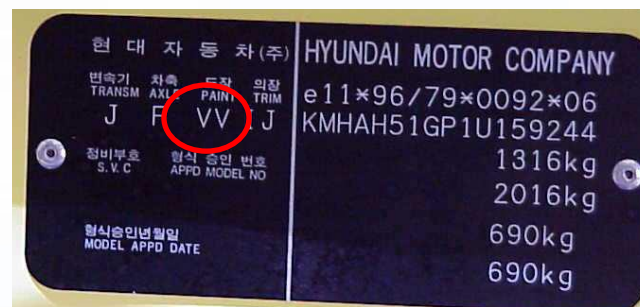 현대자동차(주)
변속기 차축 도장 의장
TRANSM AXLE PAINT TRIM
J F VV IJ
정비부호 형식 승인 번호
S.V.C APPD MODEL NO
형식승인년월일
MODEL APPD DATE
HYUNDAI MOTOR COMPANY
e11*96/79*0092*06
KMHAH51GP1U159244
1316kg
2016kg
690kg
690kg